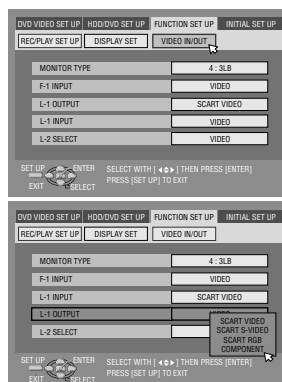 DVD VIDEO SET UP HDD/DVD SET UP FUNCTION SET UP INITIAL SET UP
REC/PLAY SET UP DISPLAY SET VIDEO IN/OUT
MONITOR TYPE 4 : 3LB
F-1 INPUT VIDEO
L-1 OUTPUT SCART VIDEO
L-1 INPUT VIDEO
L-2 SELECT VIDEO
SET UP ENTER SELECT WITH [ ] THEN PRESS [ENTER]
EXIT SELECT PRESS [SET UP] TO EXIT
DVD VIDEO SET UP HDD/DVD SET UP FUNCTION SET UP INITIAL SET UP
REC/PLAY SET UP DISPLAY SET VIDEO IN/OUT
MONITOR TYPE 4 : 3LB
F-1 INPUT VIDEO
L-1 INPUT SCART VIDEO
L-1 OUTPUT
SCART VIDEO
SCART S-VIDEO
SCART RGB
COMPONENT
L-2 SELECT
SET UP ENTER SELECT WITH [ ] THEN PRESS [ENTER]
EXIT SELECT PRESS [SET UP] TO EXIT